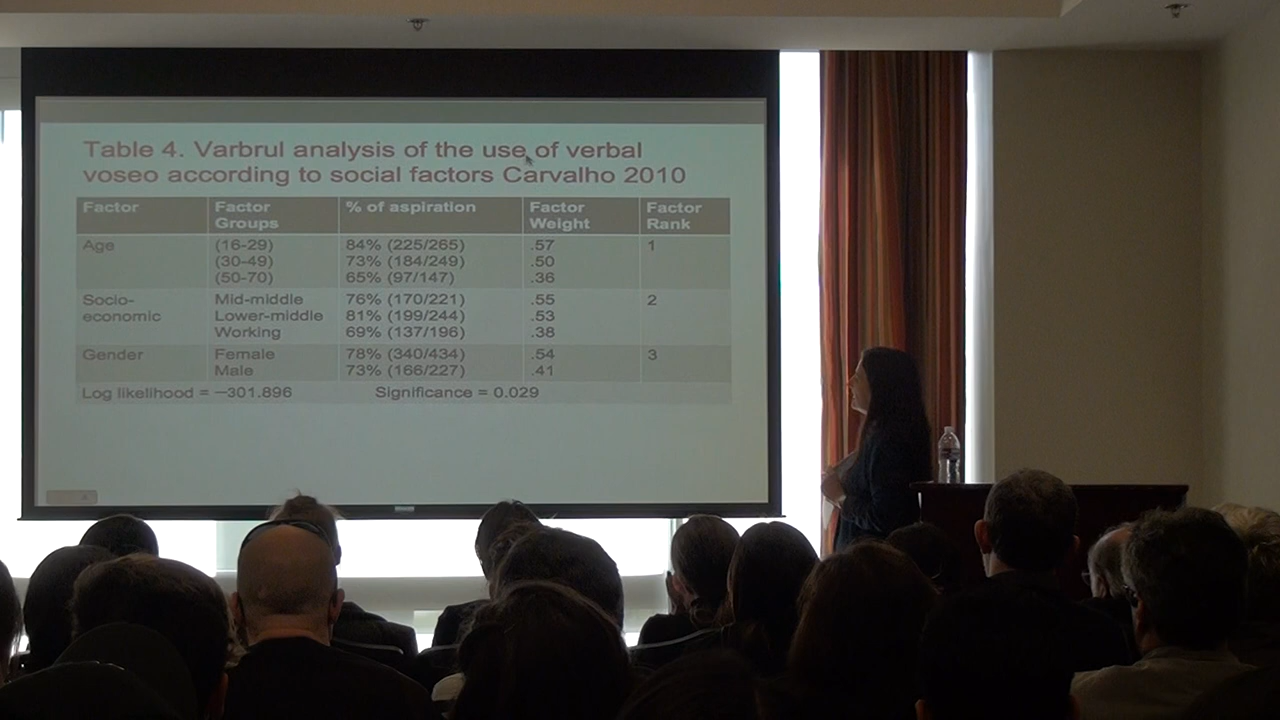 Table 4. Varbrul analysis of the use of verbal
voseo according to social factors Carvalho 2010
Factor Factor Groups % of aspiration Factor Weight Factor Rank
Age (16-29) 84% (225/265) .57 1
(30-49) 73% (184/249) .50
(50-70) 65% (97/147) .36
Socio- Mid-middle 76% (170/221) .55 2
economic Lower-middle 81% (199/244) .53
Working 69% (137/196) .38
Gender Female 78% (340/434) .54 3
Male 73% (166/227) .41
Log likelihood = –301.896 Significance = 0.029